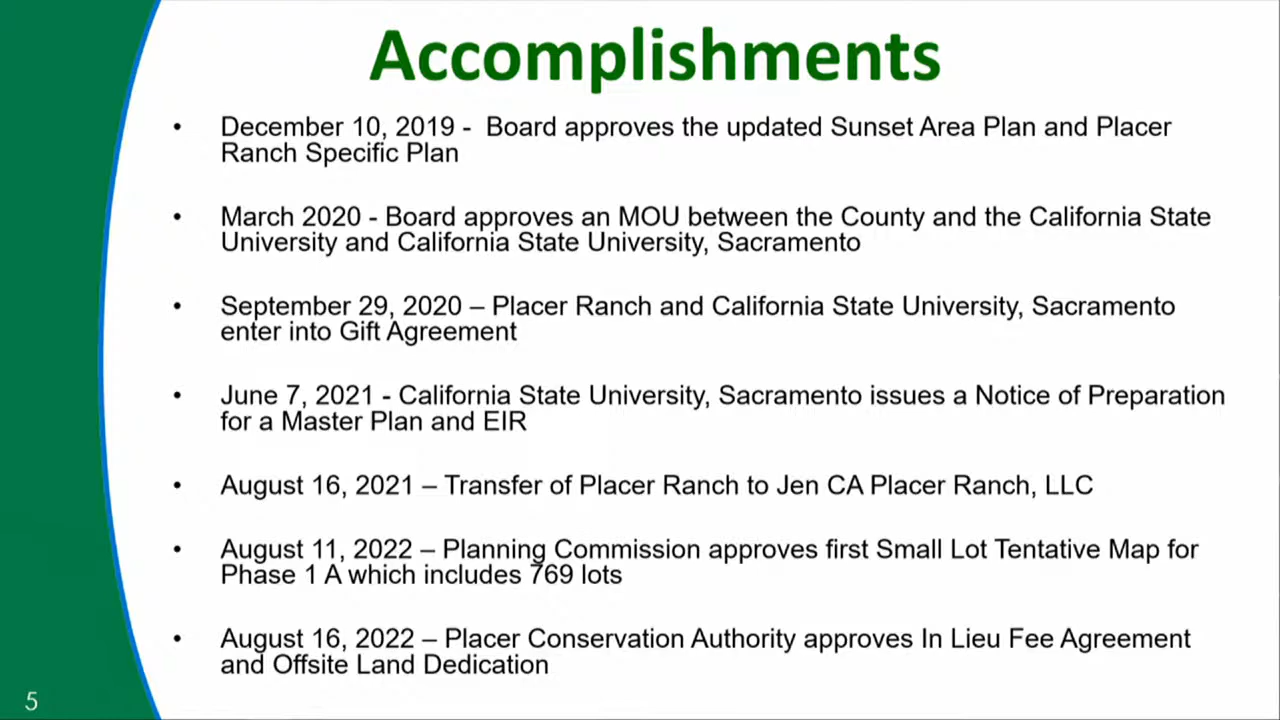 Accomplishments
• December 10, 2019 - Board approves the updated Sunset Area Plan and Placer
Ranch Specific Plan
• March 2020 - Board approves an MOU between the County and the California State
University and California State University, Sacramento
• September 29, 2020 – Placer Ranch and California State University, Sacramento
enter into Gift Agreement
• June 7, 2021 - California State University, Sacramento issues a Notice of Preparation
for a Master Plan and EIR
• August 16, 2021 – Transfer of Placer Ranch to Jen CA Placer Ranch, LLC
• August 11, 2022 – Planning Commission approves first Small Lot Tentative Map for
Phase 1 A which includes 769 lots
• August 16, 2022 – Placer Conservation Authority approves In Lieu Fee Agreement
and Offsite Land Dedication
5